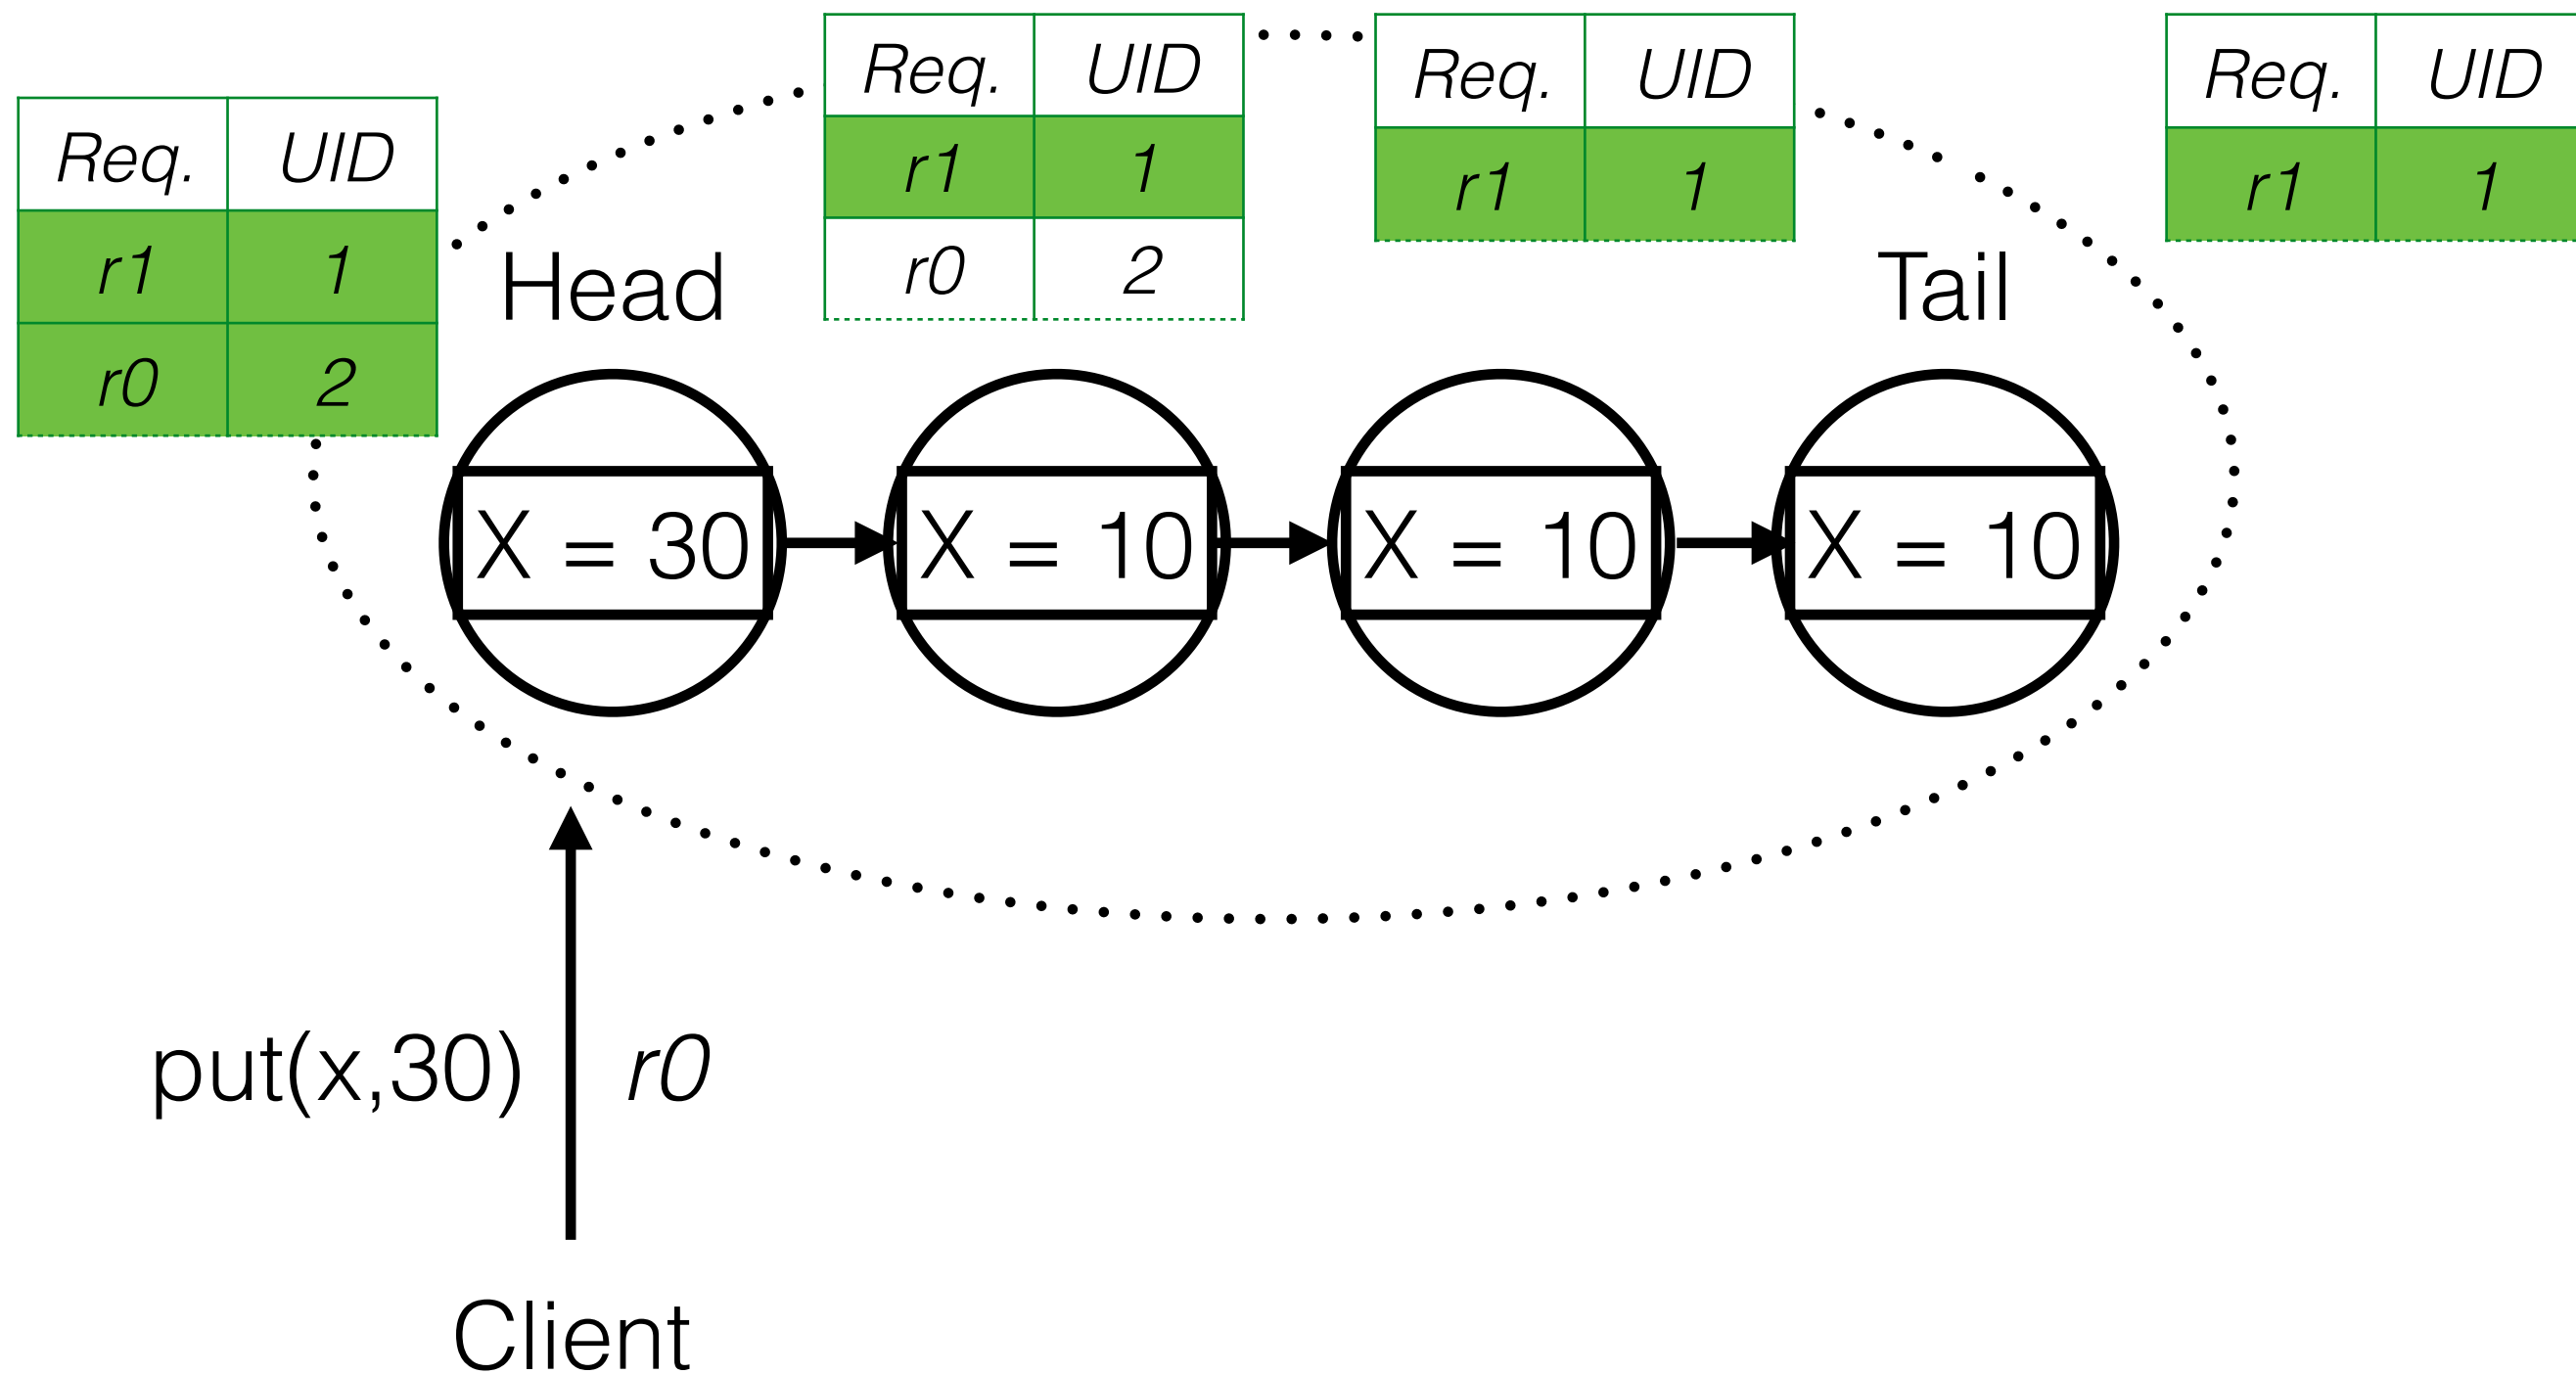 Req. UID
r1 1
r0 2
Req. UID
r1 1
r0 2
Req. UID
r1 1
Req. UID
r1 1
Head
Tail
X = 30
X = 10
X = 10
X = 10
put(x,30)
r0
Client